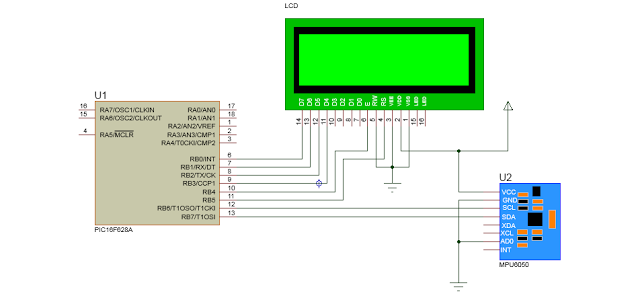 LCD
D7 D6 D5 D4 D3 D2 D1 D0 E RW RS VEE VDD VSS LED LED
14 13 12 11 10 9 8 7 6 5 4 3 2 1 15 16
U1
16 RA7/OSC1/CLKIN RA0/AN0 17
15 RA6/OSC2/CLKOUT RA1/AN1 18
RA2/AN2/VREF 1
4 RA5/MCLR RA3/AN3/CMP1 2
RA4/T0CKI/CMP2 3
RB0/INT 6
RB1/RX/DT 7
RB2/TX/CK 8
RB3/CCP1 9
RB4 10
RB5 11
RB6/T1OSO/T1CKI 12
RB7/T1OSI 13
PIC16F628A
U2
VCC
GND
SCL
SDA
XDA
XCL
AD0
INT
MPU6050